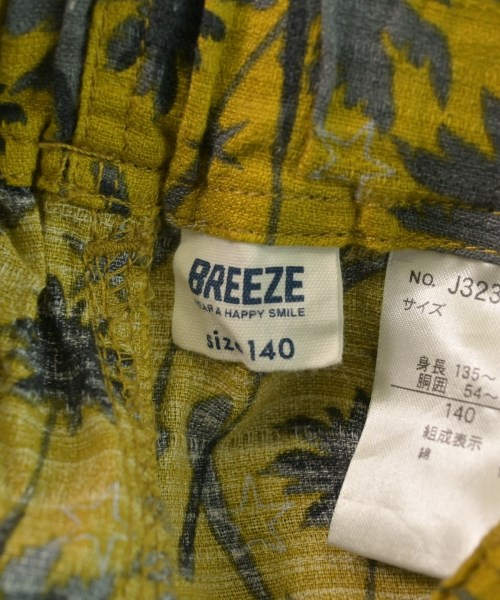 BREEZE
A HAPPY SMILE
size 140
NO. J323
サイズ
身長 135～
胴囲 54～
140
組成表示
綿